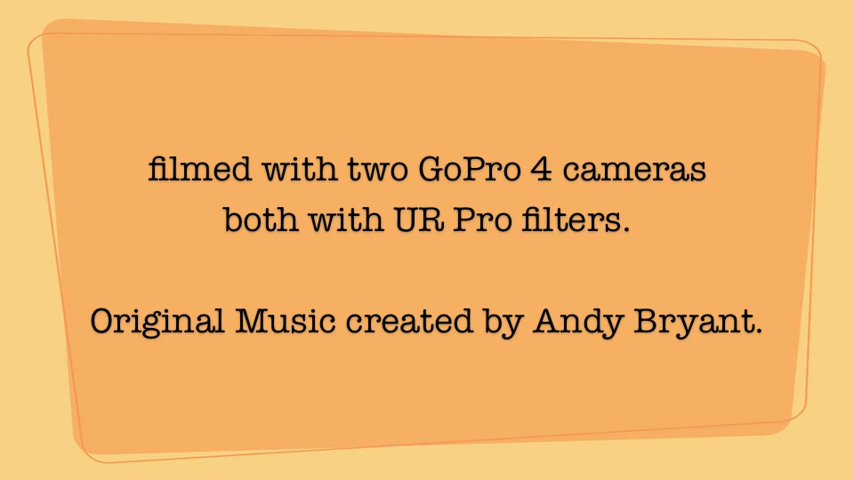 filmed with two GoPro 4 cameras
both with UR Pro filters.
Original Music created by Andy Bryant.